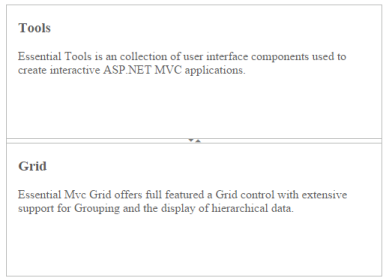 Tools
Essential Tools is an collection of user interface components used to
create interactive ASP.NET MVC applications.
Grid
Essential Mvc Grid offers full featured a Grid control with extensive
support for Grouping and the display of hierarchical data.